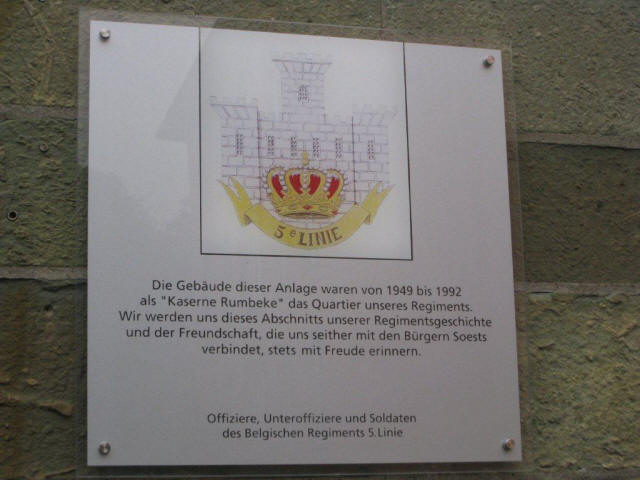 5e LINIE
Die Gebäude dieser Anlage waren von 1949 bis 1992
als "Kaserne Rumbeke" das Quartier unseres Regiments.
Wir werden uns dieses Abschnitts unserer Regimentsgeschichte
und der Freundschaft, die uns seither mit den Bürgern Soests
verbindet, stets mit Freude erinnern.
Offiziere, Unteroffiziere und Soldaten
des Belgischen Regiments 5.Linie